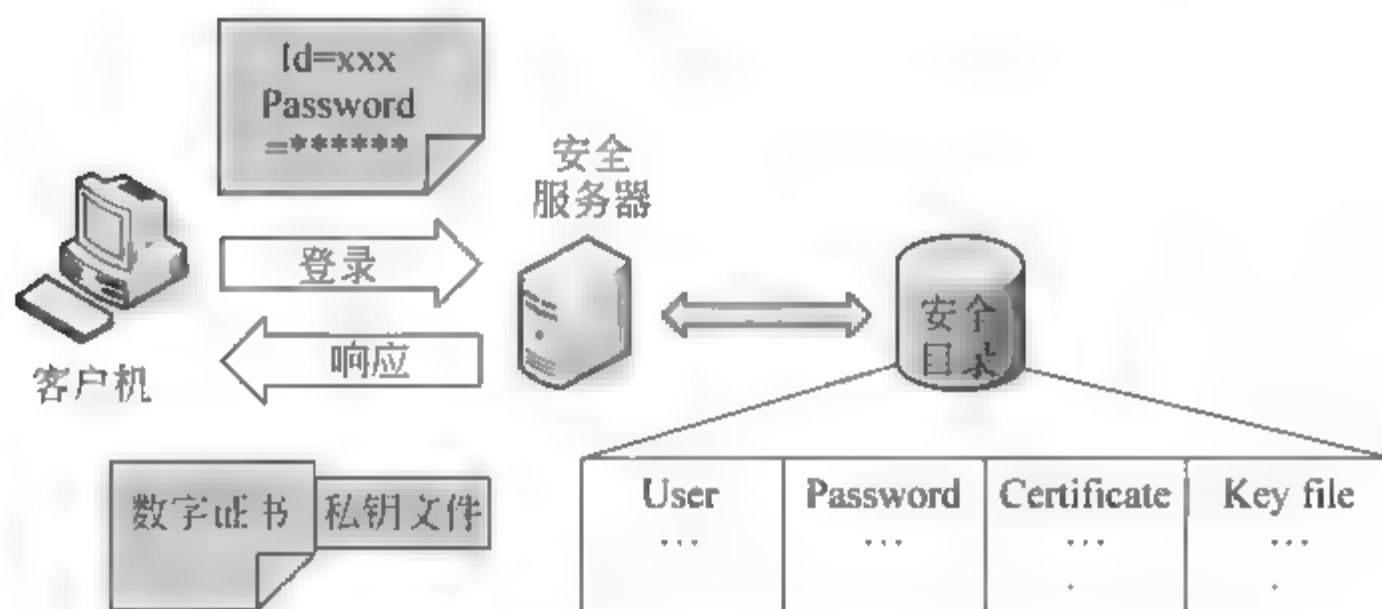 Id=xxx
Password
=******
安全
服务器
登录
响应
客户机
安全
目录
数字证书
私钥文件
User
Password
Certificate
Key file
...
...
...
...